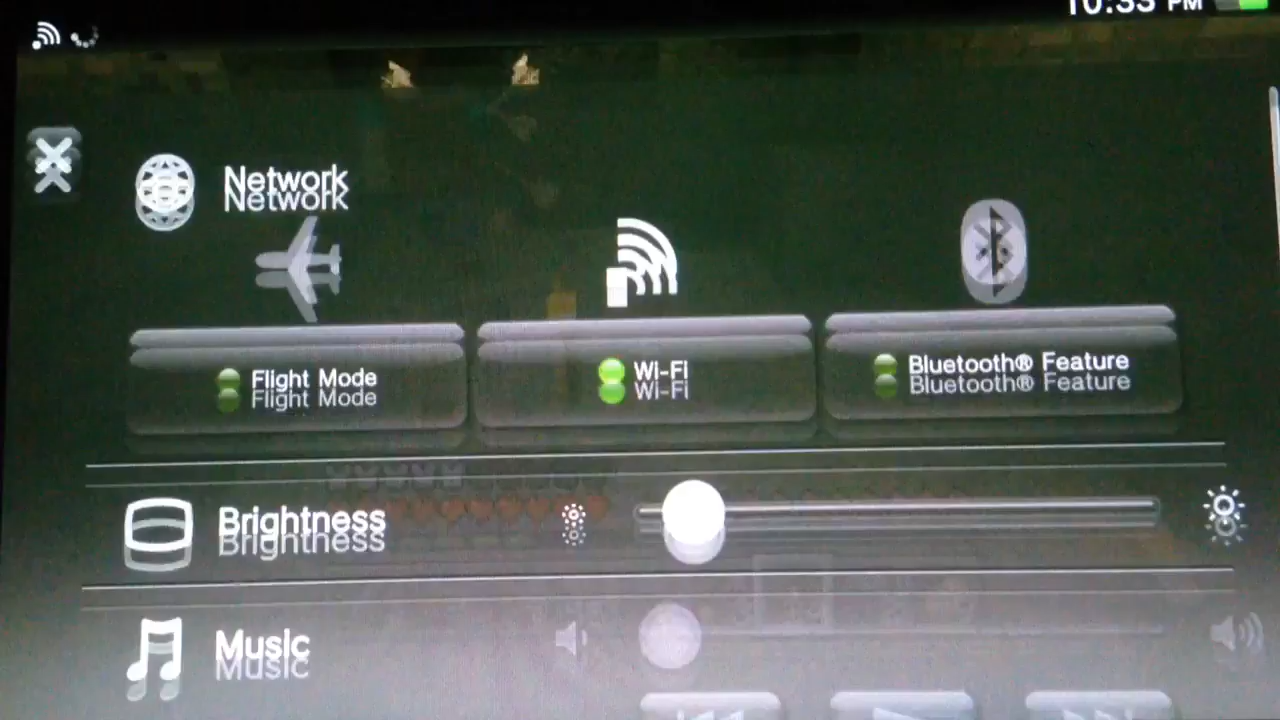 10:33 PM
Network
Flight Mode
Wi-Fi
Bluetooth® Feature
Brightness
Music